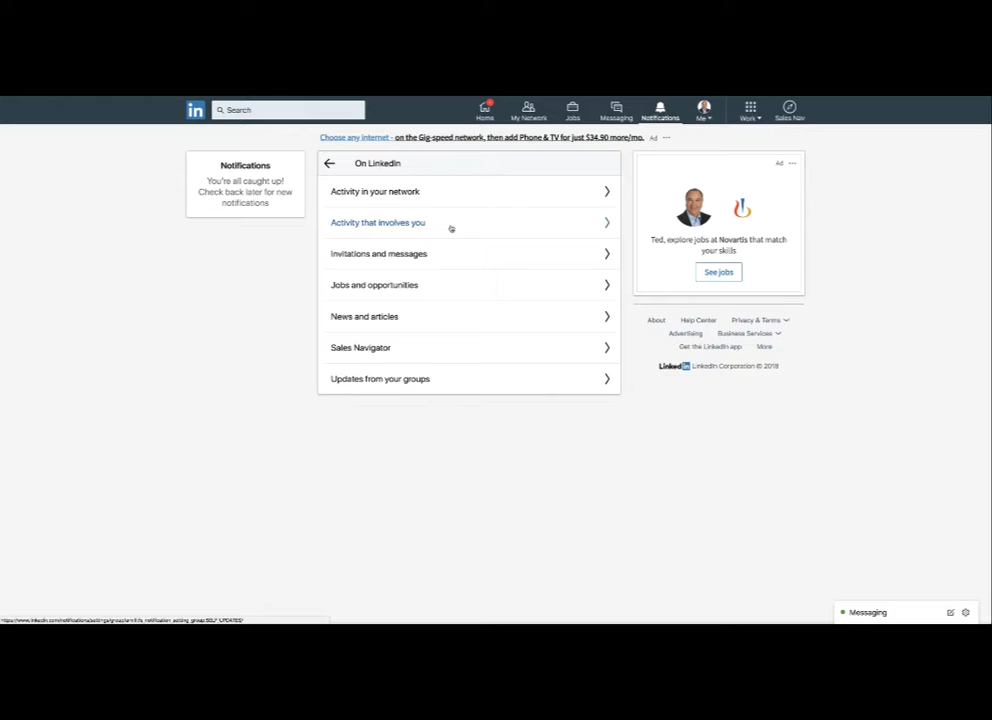 in
Search
Home
My Network
Jobs
Messaging
Notifications
Me
Work
Sales Nav
Choose any internet - on the Gig-speed network, then add Phone & TV for just $34.90 more/mo. Ad ...
Notifications
You're all caught up!
Check back later for new
notifications
On LinkedIn
Activity in your network
Activity that involves you
Invitations and messages
Jobs and opportunities
News and articles
Sales Navigator
Updates from your groups
Ad ...
Ted, explore jobs at Novartis that match
your skills
See jobs
About Help Center Privacy & Terms
Advertising Business Services
Get the LinkedIn app More
LinkedIn LinkedIn Corporation © 2018
Messaging